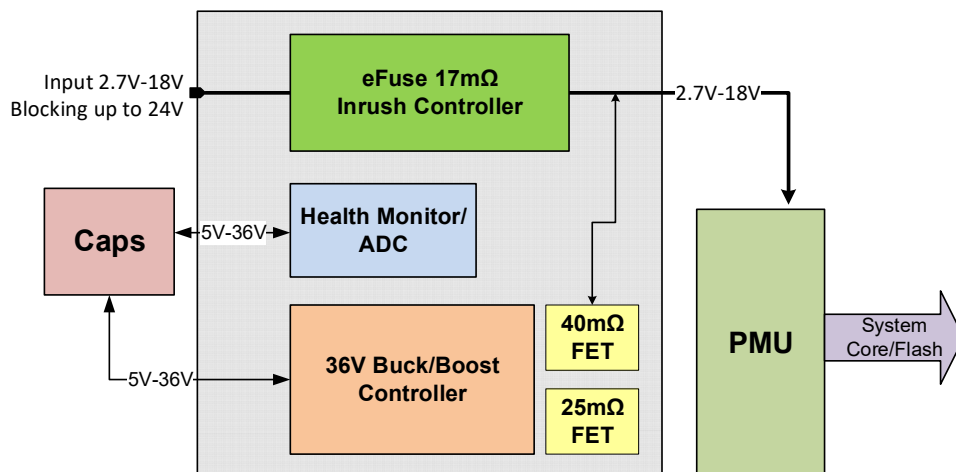 Input 2.7V-18V
Blocking up to 24V
eFuse 17mΩ
Inrush Controller
2.7V-18V
Caps
5V-36V
Health Monitor/
ADC
5V-36V
36V Buck/Boost
Controller
40mΩ
FET
25mΩ
FET
PMU
System
Core/Flash